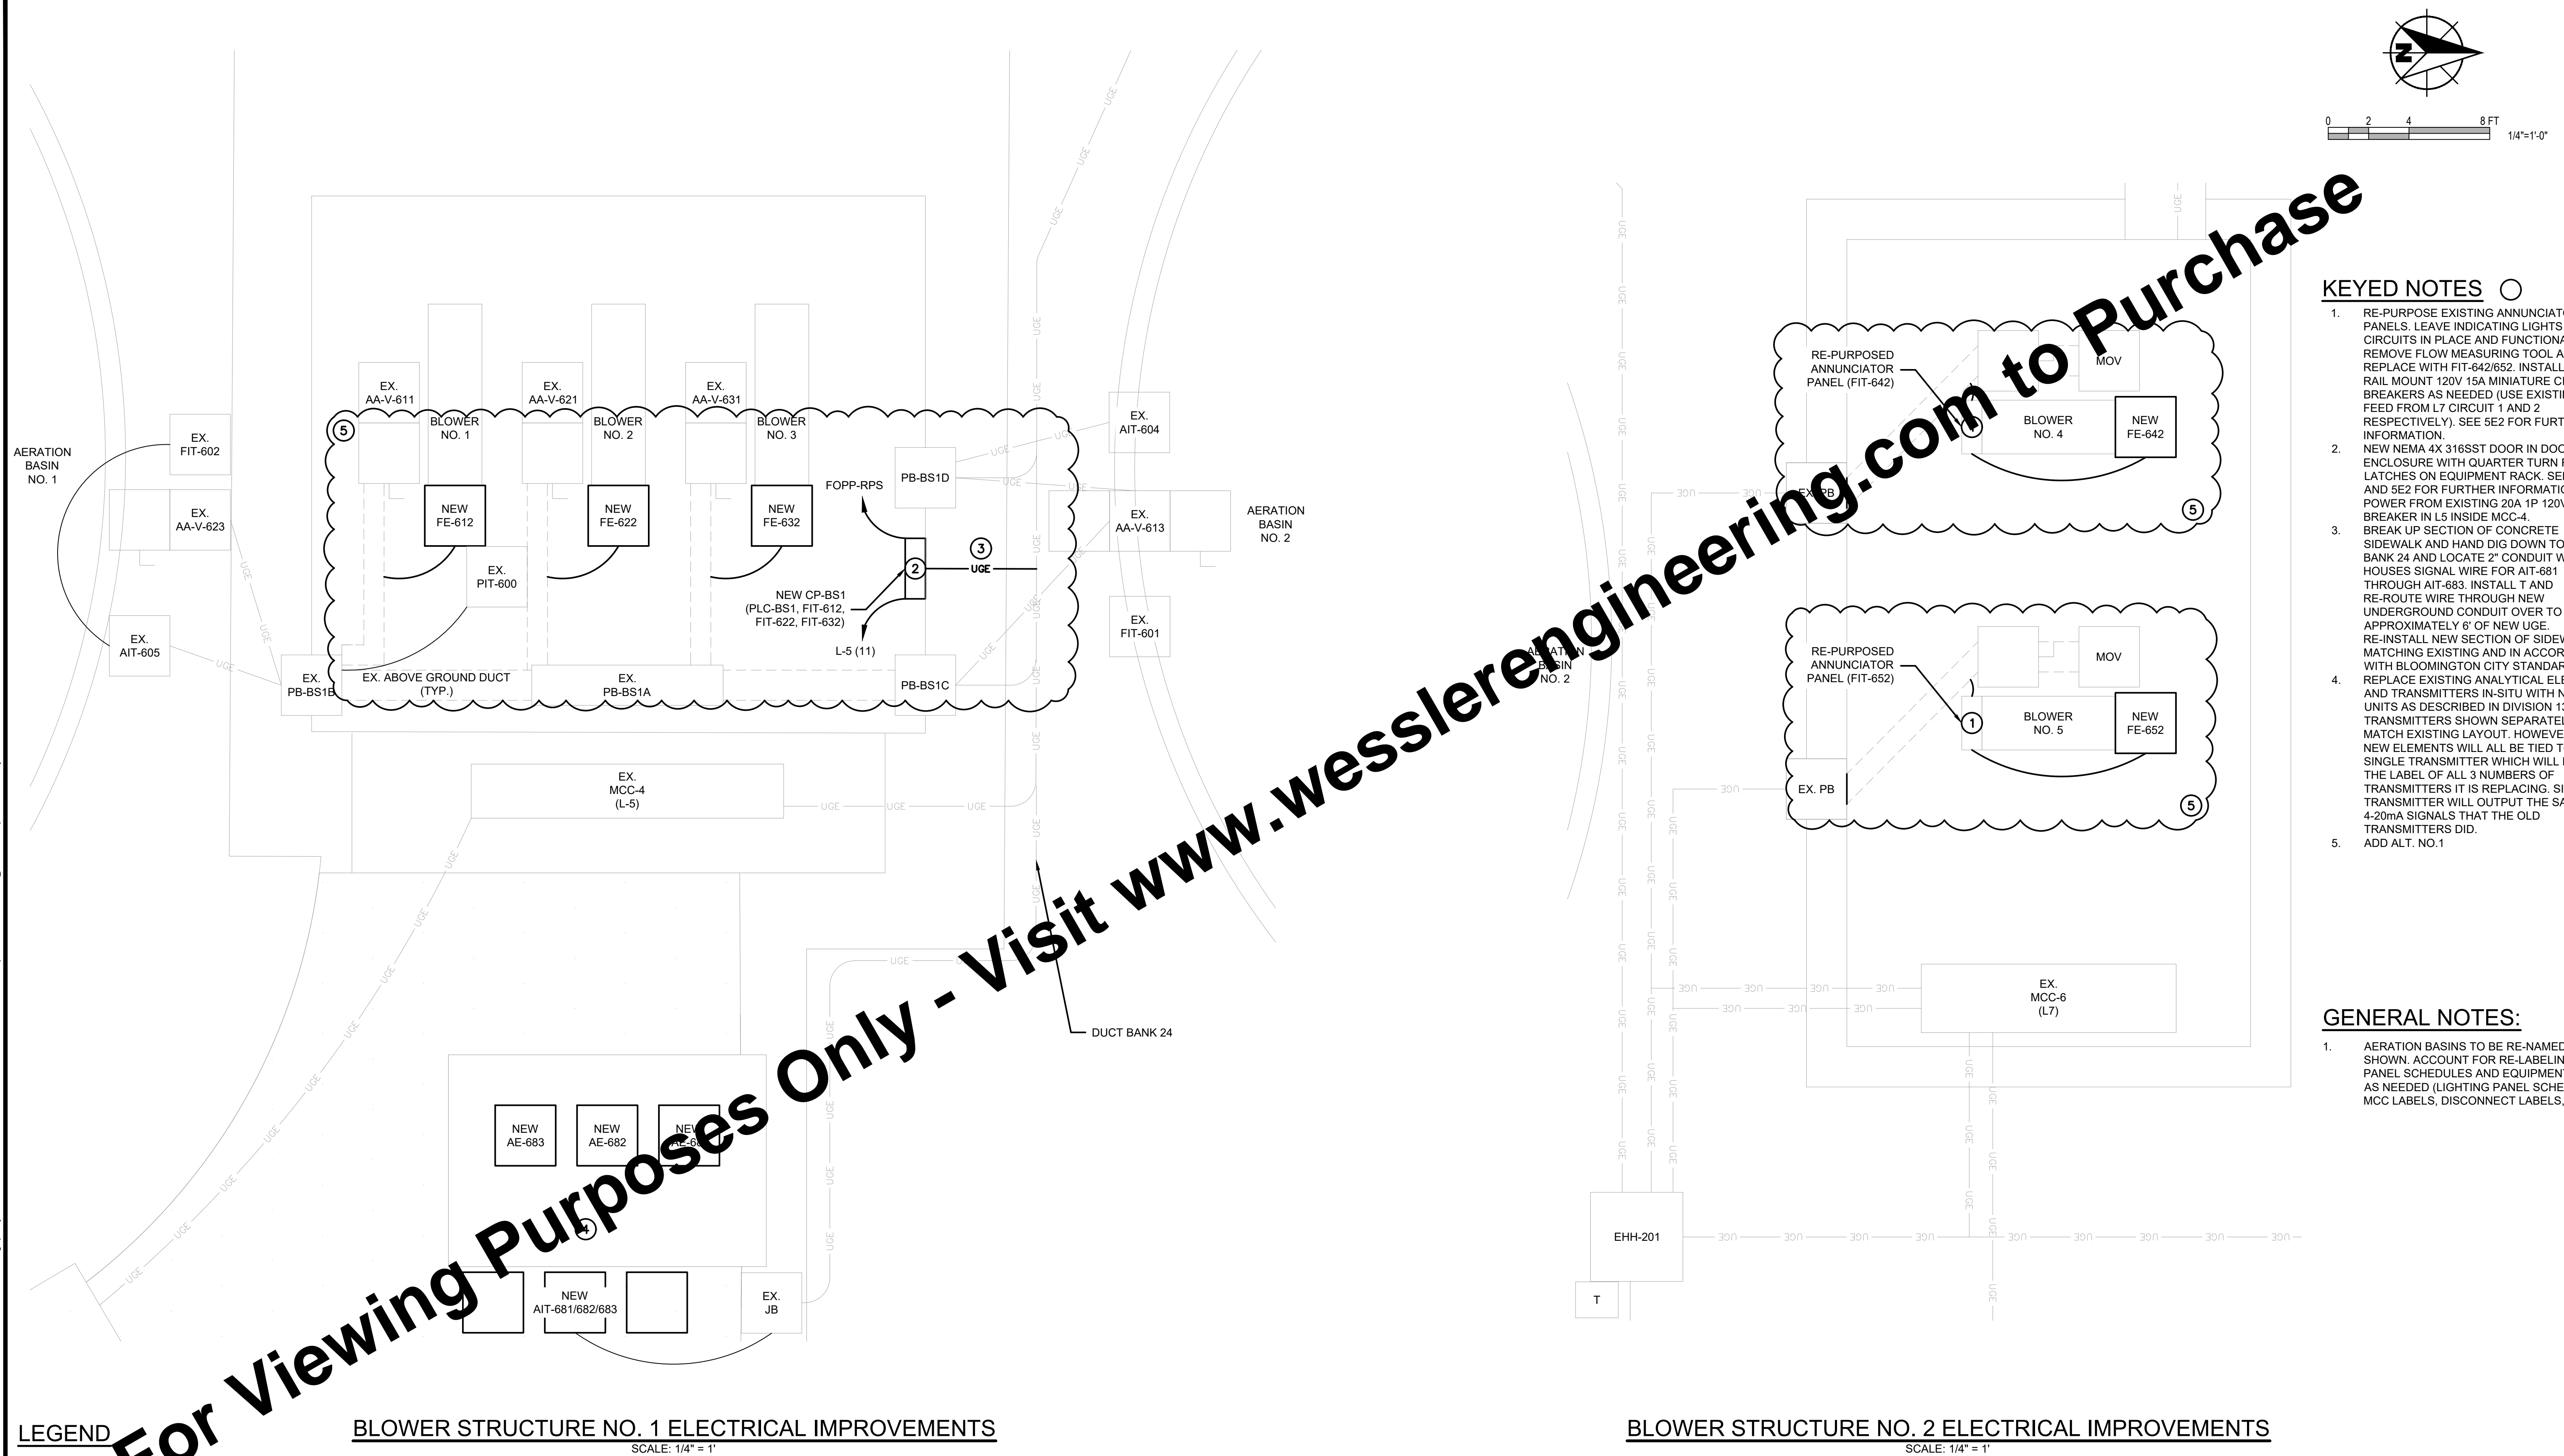 N
0 2 4 8 FT
1/4"=1'-0"
AERATION
BASIN
NO. 1
EX.
FIT-602
EX.
AA-V-623
EX.
AIT-605
EX.
AA-V-611
EX.
AA-V-621
EX.
AA-V-631
5
BLOWER
NO. 1
BLOWER
NO. 2
BLOWER
NO. 3
NEW
FE-612
NEW
FE-622
NEW
FE-632
EX.
PIT-600
FOPP-RPS
PB-BS1D
2
3
UGE
NEW CP-BS1
(PLC-BS1, FIT-612,
FIT-622, FIT-632)
L-5 (11)
EX.
PB-BS1B
EX. ABOVE GROUND DUCT
(TYP.)
EX.
PB-BS1A
PB-BS1C
EX.
AIT-604
EX.
AA-V-613
EX.
FIT-601
AERATION
BASIN
NO. 2
EX.
MCC-4
(L-5)
UGE UGE UGE
DUCT BANK 24
NEW
AE-683
NEW
AE-682
NEW
4
NEW
AIT-681/682/683
EX.
JB
LEGEND
BLOWER STRUCTURE NO. 1 ELECTRICAL IMPROVEMENTS
SCALE: 1/4" = 1'
RE-PURPOSED
ANNUNCIATOR
PANEL (FIT-642)
MOV
1
BLOWER
NO. 4
NEW
FE-642
EX. PB
5
AERATION
BASIN
NO. 2
RE-PURPOSED
ANNUNCIATOR
PANEL (FIT-652)
MOV
1
BLOWER
NO. 5
NEW
FE-652
EX. PB
5
EX.
MCC-6
(L7)
EHH-201
T
BLOWER STRUCTURE NO. 2 ELECTRICAL IMPROVEMENTS
SCALE: 1/4" = 1'
KEYED NOTES
1. RE-PURPOSE EXISTING
PANELS. LEAVE INDICATING LIGHTS
CIRCUITS IN PLACE AND
REMOVE FLOW MEASURING TOOL
REPLACE WITH FIT-642/652. INSTALL
RAIL MOUNT 120V 15A MINIATURE
BREAKERS AS NEEDED (USE
FEED FROM L7 CIRCUIT 1 AND 2
RESPECTIVELY). SEE 5E2 FOR
INFORMATION.
2. NEW NEMA 4X 316SST DOOR IN
ENCLOSURE WITH QUARTER TURN
LATCHES ON EQUIPMENT RACK.
AND 5E2 FOR FURTHER
POWER FROM EXISTING 20A 1P
BREAKER IN L5 INSIDE MCC-4.
3. BREAK UP SECTION OF CONCRETE
SIDEWALK AND HAND DIG DOWN TO
BANK 24 AND LOCATE 2" CONDUIT
HOUSES SIGNAL WIRE FOR AIT-681
THROUGH AIT-683. INSTALL T AND
RE-ROUTE WIRE THROUGH NEW
UNDERGROUND CONDUIT OVER TO
APPROXIMATELY 6' OF NEW UGE.
RE-INSTALL NEW SECTION OF
MATCHING EXISTING AND IN
WITH BLOOMINGTON CITY
4. REPLACE EXISTING ANALYTICAL
AND TRANSMITTERS IN-SITU WITH
UNITS AS DESCRIBED IN DIVISION
TRANSMITTERS SHOWN
MATCH EXISTING LAYOUT.
NEW ELEMENTS WILL ALL BE TIED
SINGLE TRANSMITTER WHICH WILL
THE LABEL OF ALL 3 NUMBERS OF
TRANSMITTERS IT IS REPLACING.
TRANSMITTER WILL OUTPUT THE
4-20mA SIGNALS THAT THE OLD
TRANSMITTERS DID.
5. ADD ALT. NO.1
GENERAL NOTES:
1. AERATION BASINS TO BE RE-NAMED
SHOWN. ACCOUNT FOR
PANEL SCHEDULES AND
AS NEEDED (LIGHTING PANEL
MCC LABELS, DISCONNECT LABELS,
For Viewing Purposes Only - Visit www.wesslerengineering.com to Purchase